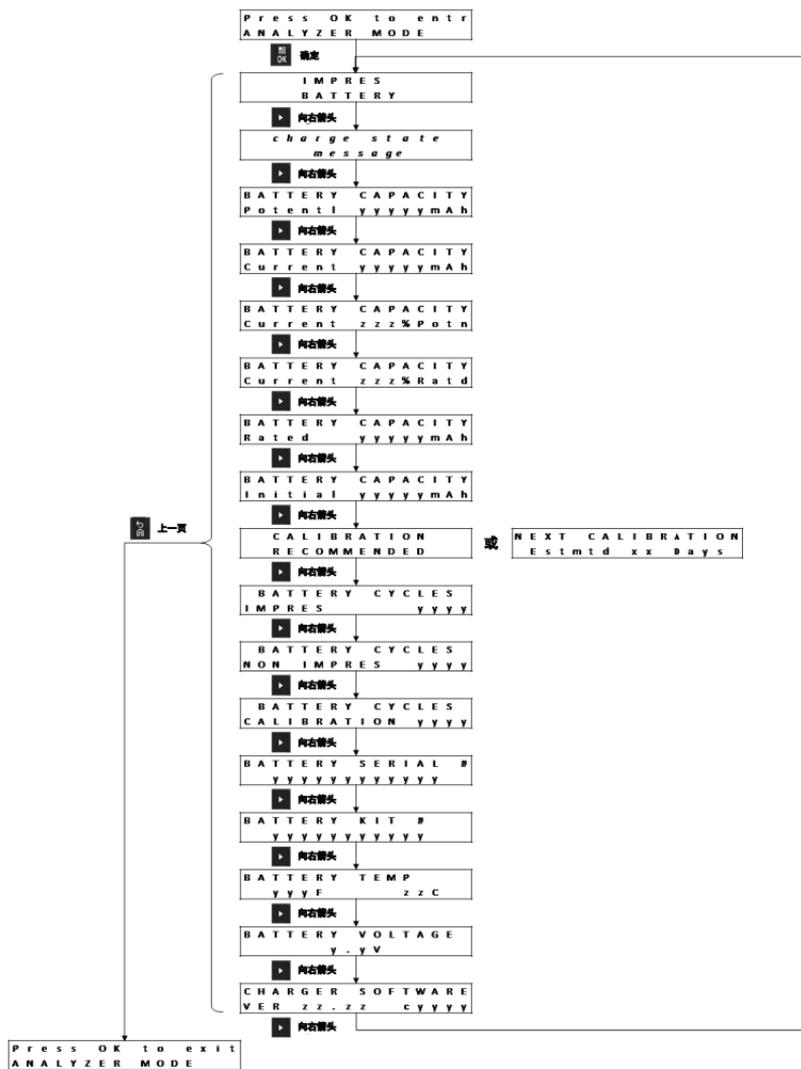 Press OK to entr
ANALYZER MODE
OK 确定
IMPRES
BATTERY
向右箭头
charge state
message
向右箭头
BATTERY CAPACITY
Potentl yyyyymAh
向右箭头
BATTERY CAPACITY
Current yyyyymAh
向右箭头
BATTERY CAPACITY
Current zzz%Potn
向右箭头
BATTERY CAPACITY
Current zzz%Ratd
向右箭头
BATTERY CAPACITY
Rated yyyyymAh
向右箭头
BATTERY CAPACITY
Initial yyyyymAh
向右箭头
上一页
CALIBRATION
RECOMMENDED
或
NEXT CALIBRATION
Estmtd xx Days
向右箭头
BATTERY CYCLES
IMPRES yyyy
向右箭头
BATTERY CYCLES
NON IMPRES yyyy
向右箭头
BATTERY CYCLES
CALIBRATION yyyy
向右箭头
BATTERY SERIAL #
yyyyyyyyyyyy
向右箭头
BATTERY KIT #
yyyyyyyyyyy
向右箭头
BATTERY TEMP
yyyF zzC
向右箭头
BATTERY VOLTAGE
y.yV
向右箭头
CHARGER SOFTWARE
VER zz.zz cyyyy
向右箭头
Press OK to exit
ANALYZER MODE